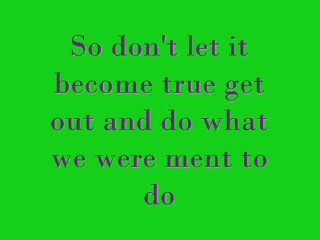 So don't let it
become true get
out and do what
we were ment to
do